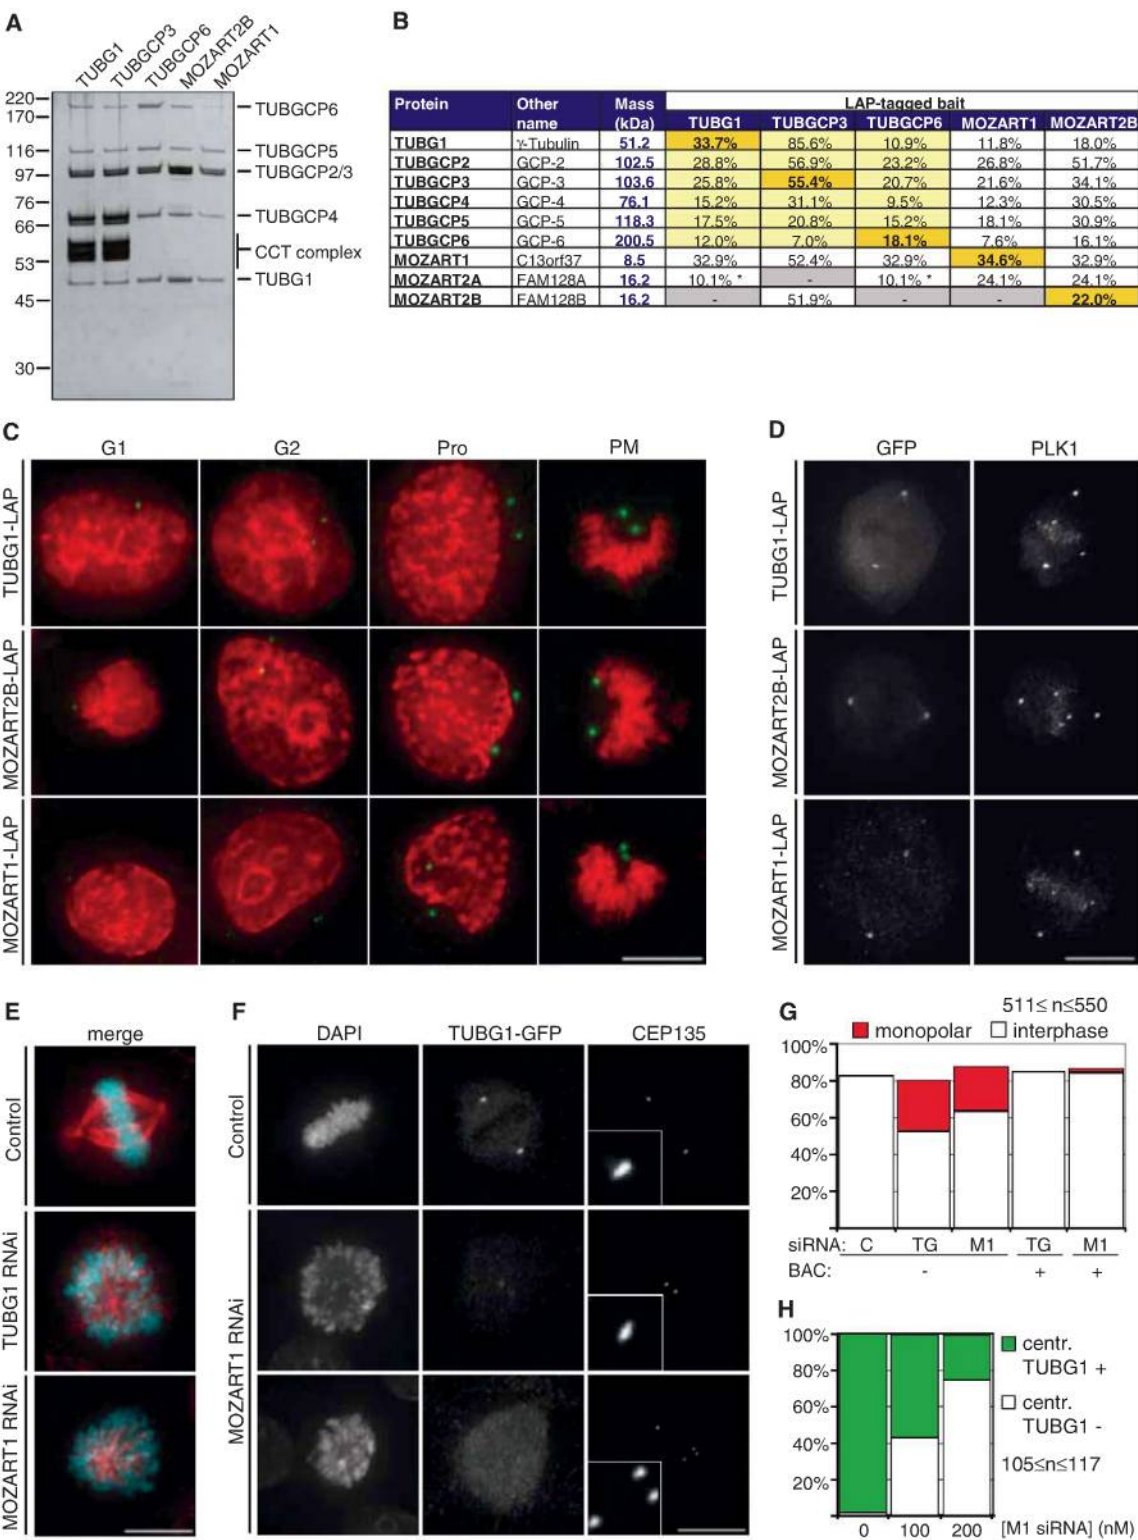 A
TUBG1
TUBGCP3
TUBGCP6
MOZART2B
MOZART1
220
170
116
97
76
66
53
45
30
TUBGCP6
TUBGCP5
TUBGCP2/3
TUBGCP4
CCT complex
TUBG1
B
Protein Other name Mass (kDa) LAP-tagged bait
TUBG1 TUBGCP3 TUBGCP6 MOZART1 MOZART2B
TUBG1 γ-Tubulin 51.2 33.7% 85.6% 10.9% 11.8% 18.0%
TUBGCP2 GCP-2 102.5 28.8% 56.9% 23.2% 26.8% 51.7%
TUBGCP3 GCP-3 103.6 25.8% 55.4% 20.7% 21.6% 34.1%
TUBGCP4 GCP-4 76.1 15.2% 31.1% 9.5% 12.3% 30.5%
TUBGCP5 GCP-5 118.3 17.5% 20.8% 15.2% 18.1% 30.9%
TUBGCP6 GCP-6 200.5 12.0% 7.0% 18.1% 7.6% 16.1%
MOZART1 C13orf37 8.5 32.9% 52.4% 32.9% 34.6% 32.9%
MOZART2A FAM128A 16.2 10.1% * - 10.1% * 24.1% 24.1%
MOZART2B FAM128B 16.2 - 51.9% - - 22.0%
C
G1 G2 Pro PM
TUBG1-LAP
MOZART2B-LAP
MOZART1-LAP
D
GFP PLK1
TUBG1-LAP
MOZART2B-LAP
MOZART1-LAP
E
merge
Control
TUBG1 RNAi
MOZART1 RNAi
F
DAPI TUBG1-GFP CEP135
Control
MOZART1 RNAi
G
511≤ n≤550
monopolar interphase
100%
80%
60%
40%
20%
siRNA: C TG M1 TG M1
BAC: - + +
H
100%
80%
60%
40%
20%
0 100 200 [M1 siRNA] (nM)
centr.
TUBG1 +
centr.
TUBG1 -
105≤n≤117